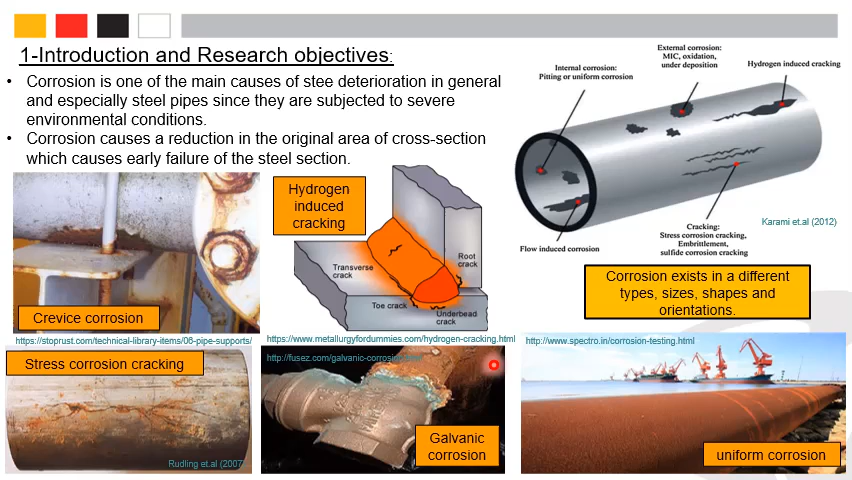 1-Introduction and Research objectives:
• Corrosion is one of the main causes of stee deterioration in general
and especially steel pipes since they are subjected to severe
environmental conditions.
• Corrosion causes a reduction in the original area of cross-section
which causes early failure of the steel section.
Internal corrosion:
Pitting or uniform corrosion
External corrosion:
MIC, oxidation,
under deposition
Hydrogen induced cracking
Flow induced corrosion
Cracking:
Stress corrosion cracking,
Embrittlement,
sulfide corrosion cracking
Karami et.al (2012)
Corrosion exists in a different
types, sizes, shapes and
orientations.
Crevice corrosion
https://stoprust.com/technical-library-items/06-pipe-supports/
Hydrogen
induced
cracking
Transverse
crack
Root
crack
Toe crack
Underbead
crack
https://www.metallurgyfordummies.com/hydrogen-cracking.html
Stress corrosion cracking
Rudling et.al (2007)
http://fusez.com/galvanic-corrosion
Galvanic
corrosion
http://www.spectro.in/corrosion-testing.html
uniform corrosion